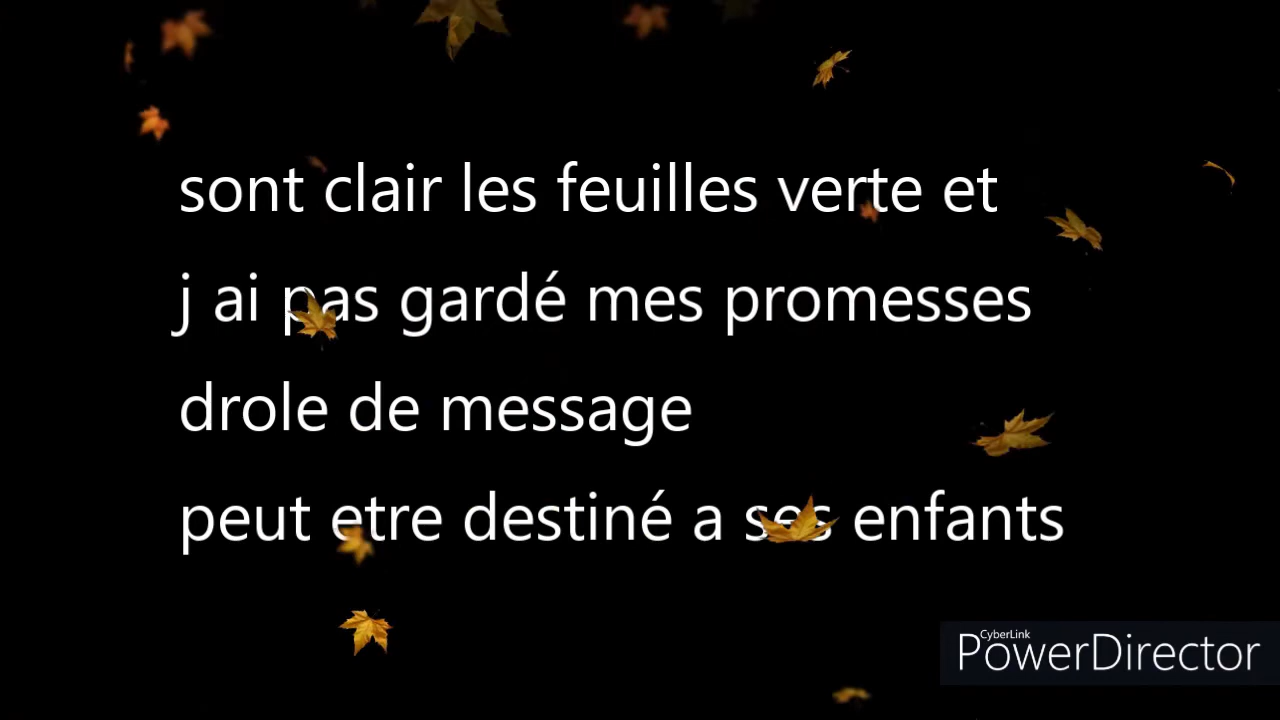 sont clair les feuilles verte et
j ai pas gardé mes promesses
drole de message
peut etre destiné a ses enfants
CyberLink
PowerDirector